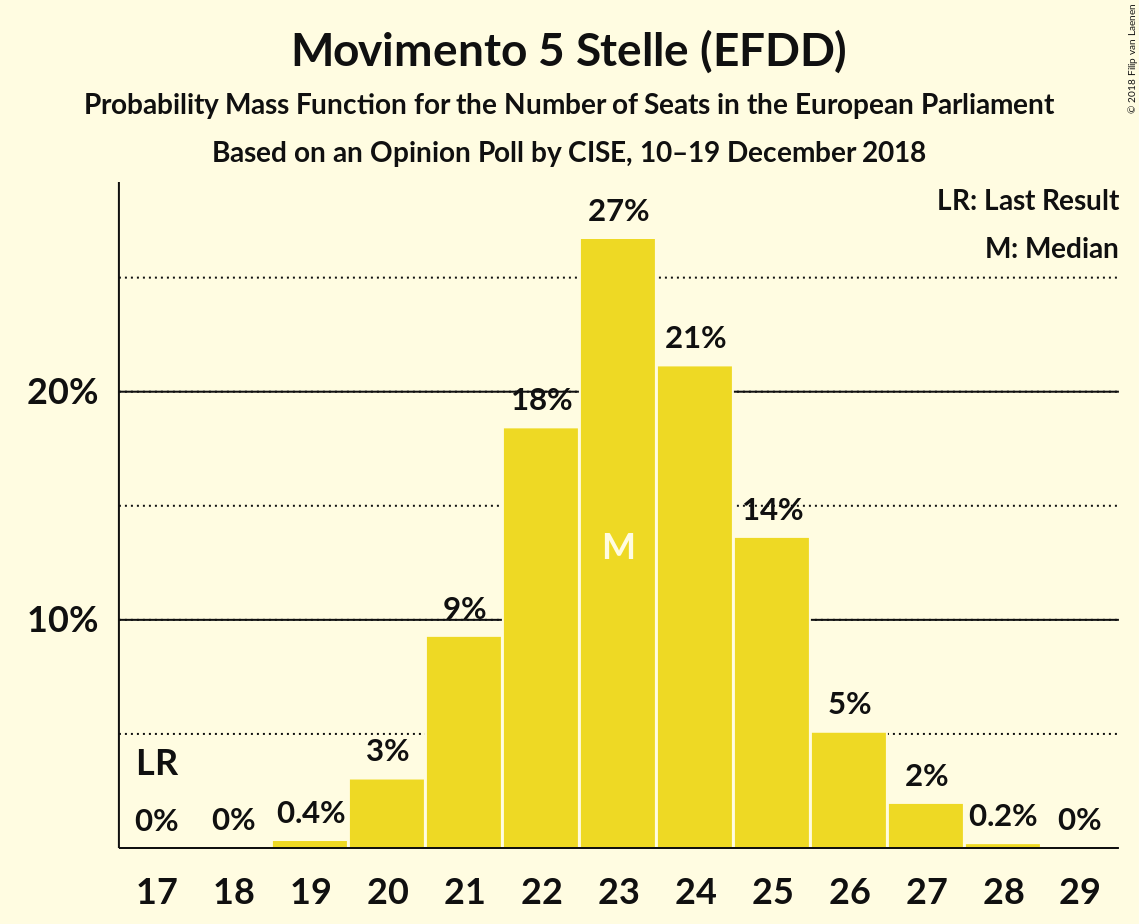 Movimento 5 Stelle (EFDD)
Probability Mass Function for the Number of Seats in the European Parliament
Based on an Opinion Poll by CISE, 10–19 December 2018
© 2018 Filip van Laenen
LR: Last Result
M: Median
27%
21%
20%
18%
14%
M
10%
9%
5%
3%
LR
2%
0% 0% 0.4% 0.2% 0%
17 18 19 20 21 22 23 24 25 26 27 28 29